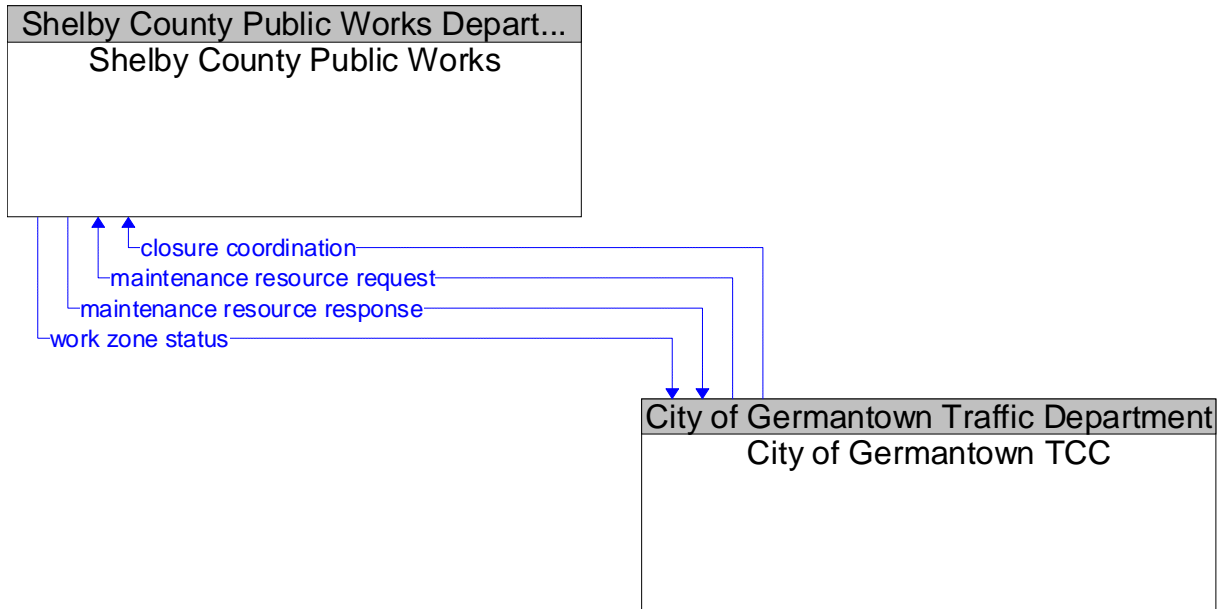 Shelby County Public Works Depart...
Shelby County Public Works
closure coordination
maintenance resource request
maintenance resource response
work zone status
City of Germantown Traffic Department
City of Germantown TCC